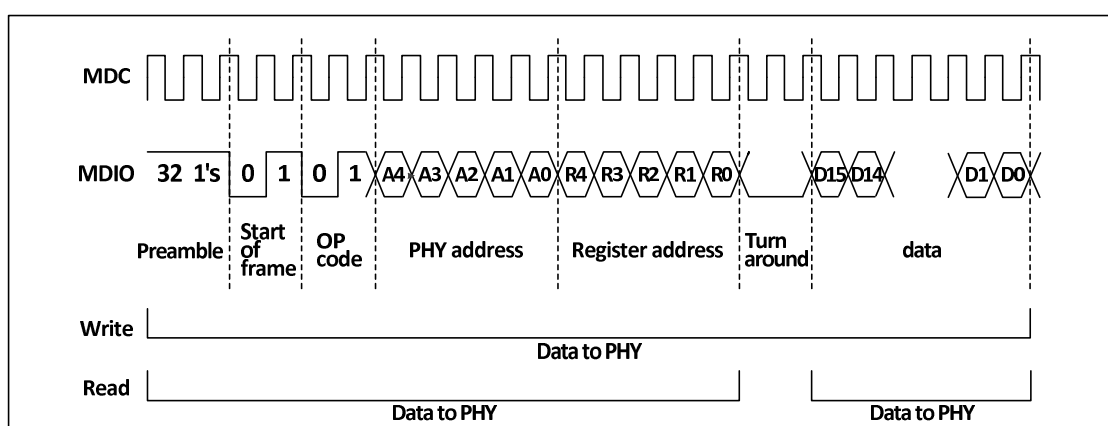 MDC
MDIO 32 1's 0 1 0 1 A4 A3 A2 A1 A0 R4 R3 R2 R1 R0 D15 D14 D1 D0
Preamble
Start of frame
OP code
PHY address
Register address
Turn around
data
Write
Data to PHY
Read
Data to PHY
Data to PHY